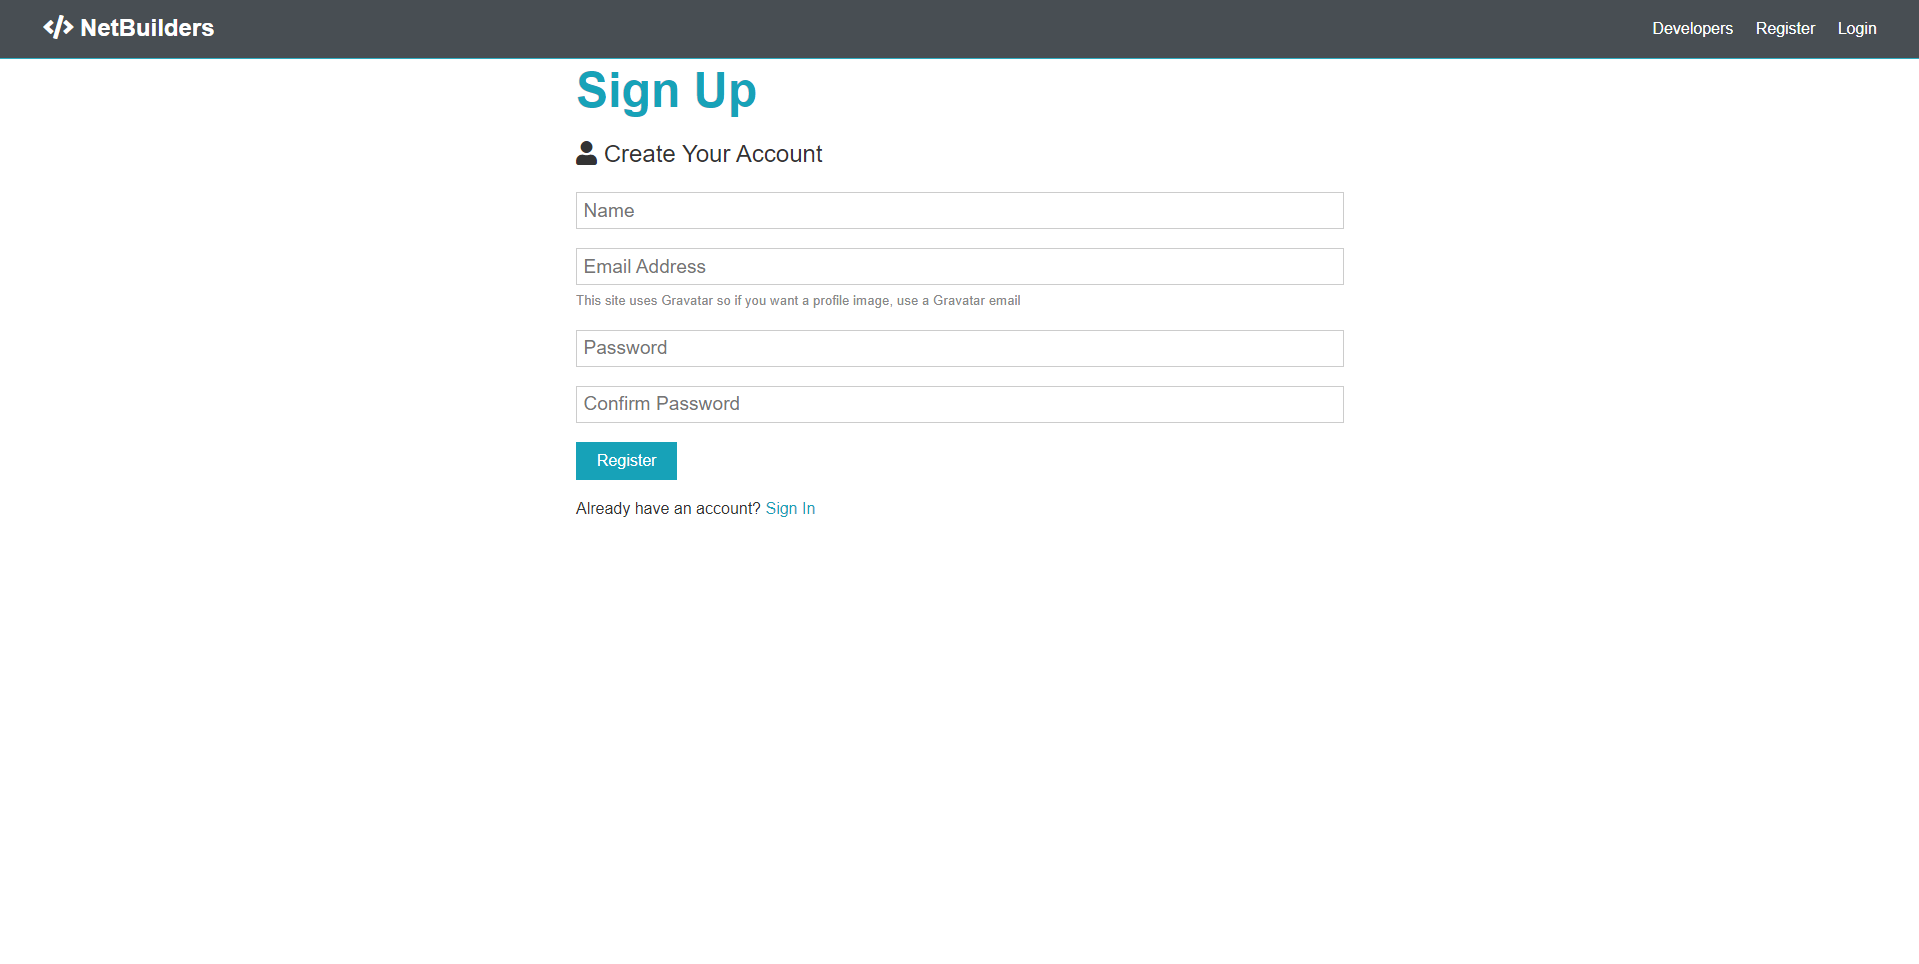 NetBuilders
Developers Register Login
Sign Up
Create Your Account
Name
Email Address
This site uses Gravatar so if you want a profile image, use a Gravatar email
Password
Confirm Password
Register
Already have an account? Sign In